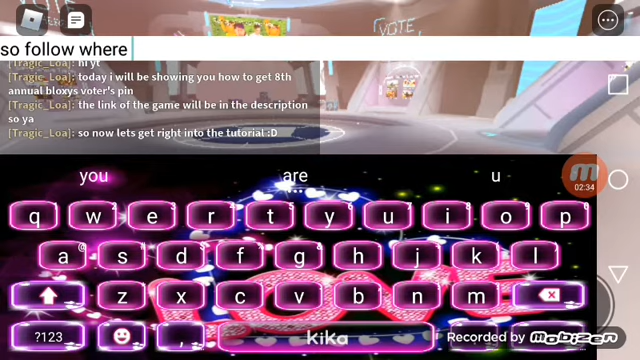 VOTE
so follow where
[Tragic_Loa]: hi yt
[Tragic_Loa]: today i will be showing you how to get 8th
annual bloxys voter's pin
[Tragic_Loa]: the link of the game will be in the description
so ya
[Tragic_Loa]: so now lets get right into the tutorial :D
you are u
02:34
q w e r t y u i o p
a s d f g h j k l
z x c v b n m
?123 , kika
Recorded by mobizen